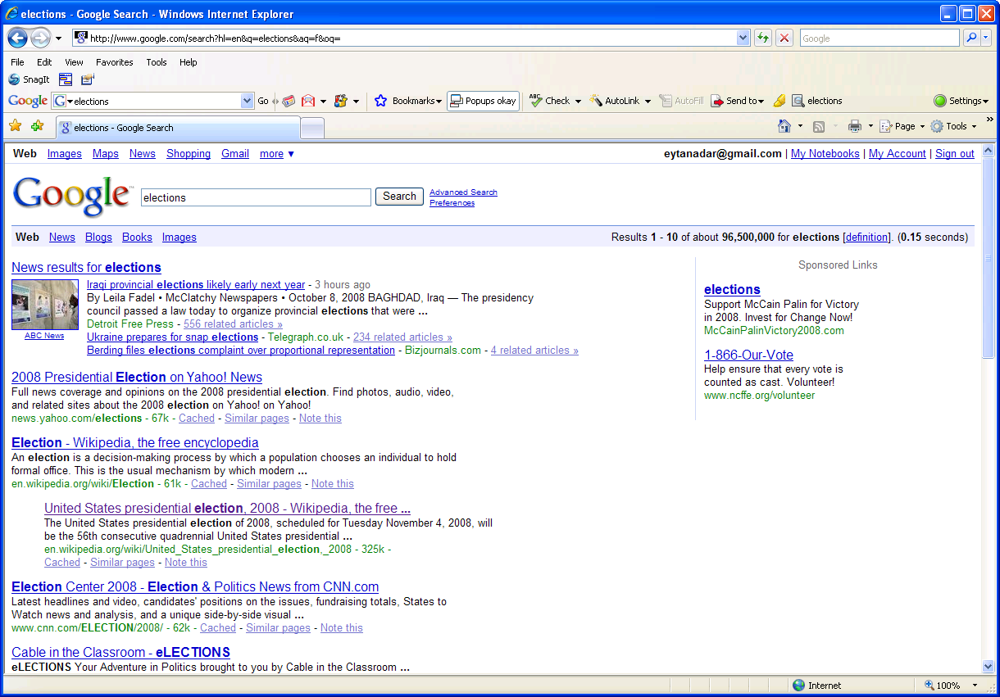 elections - Google Search - Windows Internet Explorer
http://www.google.com/search?hl=en&q=elections&aq=f&oq=
Google
File Edit View Favorites Tools Help
SnagIt
Google G elections Go Bookmarks Popups okay ABC Check AutoLink AutoFill Send to elections Settings
elections - Google Search Page Tools »
Web Images Maps News Shopping Gmail more ▼ eytanadar@gmail.com | My Notebooks | My Account | Sign out
Google™ elections Search Advanced Search
Preferences
Web News Blogs Books Images Results 1 - 10 of about 96,500,000 for elections [definition]. (0.15 seconds)
News results for elections
ABC News
Iraqi provincial elections likely early next year - 3 hours ago
By Leila Fadel • McClatchy Newspapers • October 8, 2008 BAGHDAD, Iraq — The presidency
council passed a law today to organize provincial elections that were ...
Detroit Free Press - 556 related articles »
Ukraine prepares for snap elections - Telegraph.co.uk - 234 related articles »
Berding files elections complaint over proportional representation - Bizjournals.com - 4 related articles »
2008 Presidential Election on Yahoo! News
Full news coverage and opinions on the 2008 presidential election. Find photos, audio, video,
and related sites about the 2008 election on Yahoo! on Yahoo!
news.yahoo.com/elections - 67k - Cached - Similar pages - Note this
Election - Wikipedia, the free encyclopedia
An election is a decision-making process by which a population chooses an individual to hold
formal office. This is the usual mechanism by which modern ...
en.wikipedia.org/wiki/Election - 61k - Cached - Similar pages - Note this
United States presidential election, 2008 - Wikipedia, the free ...
The United States presidential election of 2008, scheduled for Tuesday November 4, 2008, will
be the 56th consecutive quadrennial United States presidential ...
en.wikipedia.org/wiki/United_States_presidential_election,_2008 - 325k -
Cached - Similar pages - Note this
Election Center 2008 - Election & Politics News from CNN.com
Latest headlines and video, candidates' positions on the issues, fundraising totals, States to
Watch news and analysis, and a unique side-by-side visual ...
www.cnn.com/ELECTION/2008/ - 62k - Cached - Similar pages - Note this
Cable in the Classroom - eLECTIONS
eLECTIONS Your Adventure in Politics brought to you by Cable in the Classroom ...
Sponsored Links
elections
Support McCain Palin for Victory
in 2008. Invest for Change Now!
McCainPalinVictory2008.com
1-866-Our-Vote
Help ensure that every vote is
counted as cast. Volunteer!
www.ncffe.org/volunteer
Internet 100%